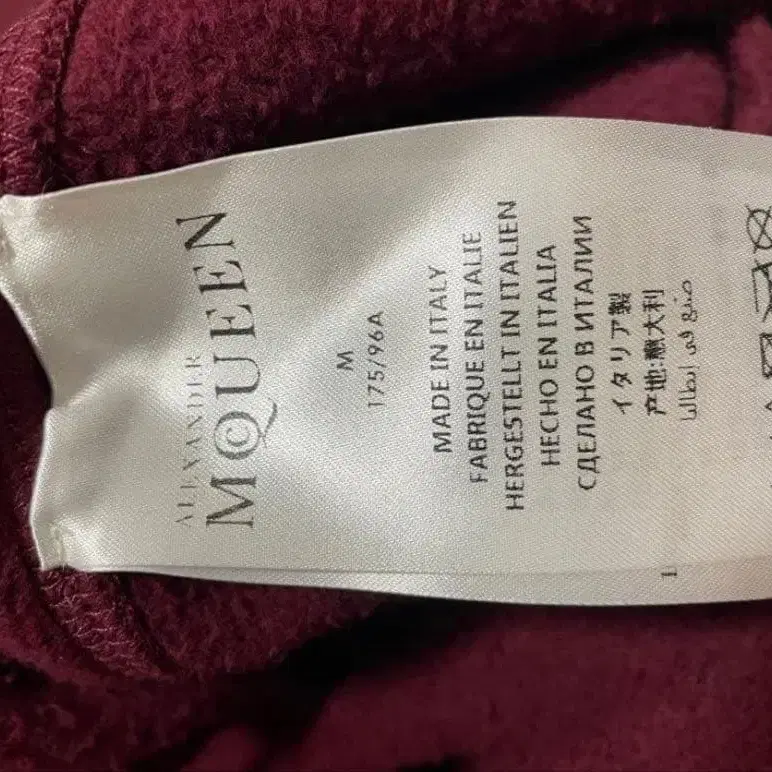 ALEXANDER
McQUEEN
M
175/96A
MADE IN ITALY
FABRIQUE EN ITALIE
HERGESTELLT IN ITALIEN
HECHO EN ITALIA
СДЕЛАНО В ИТАЛИИ
イタリア製
产地:意大利
صنع في ايطاليا
1